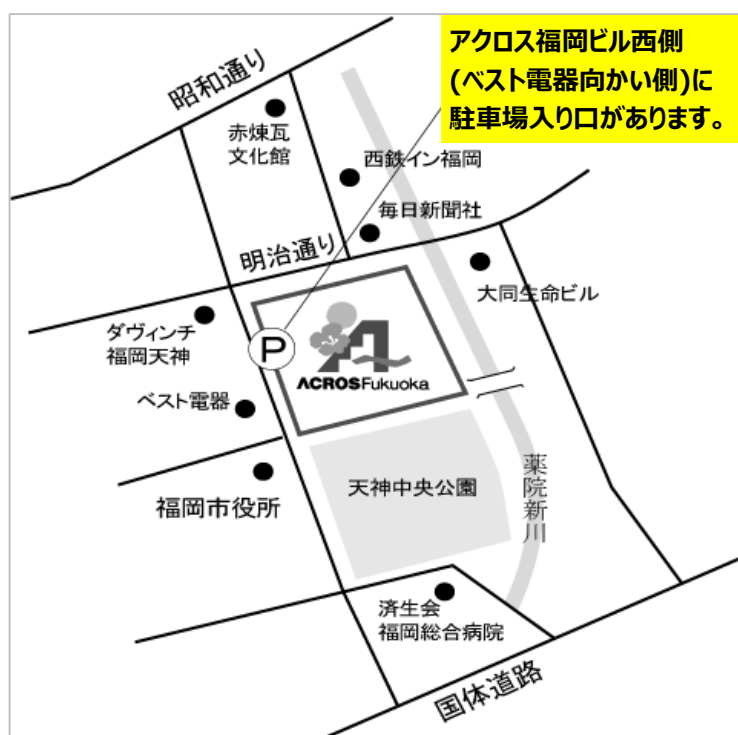 アクロス福岡ビル西側
(ベスト電器向かい側)に
駐車場入り口があります。
昭和通り
赤煉瓦
文化館
西鉄イン福岡
毎日新聞社
明治通り
大同生命ビル
ダヴィンチ
福岡天神
P
ACROSFukuoka
ベスト電器
福岡市役所
天神中央公園
薬院新川
済生会
福岡総合病院
国体道路